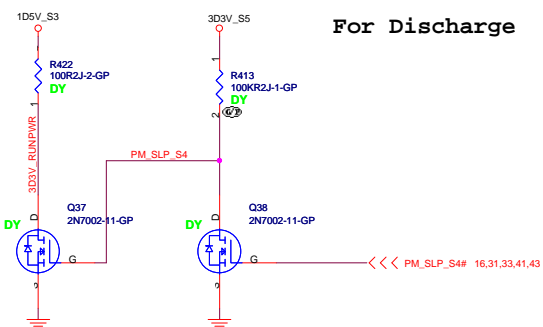 1D5V_S3
3D3V_S5
For Discharge
R422
100R2J-2-GP
DY
1
R413
100KR2J-1-GP
DY
1
2
3D3V_RUNPWR
PM_SLP_S4
Q37
2N7002-11-GP
DY
D
G
Q38
2N7002-11-GP
DY
D
G
PM_SLP_S4# 16,31,33,41,43